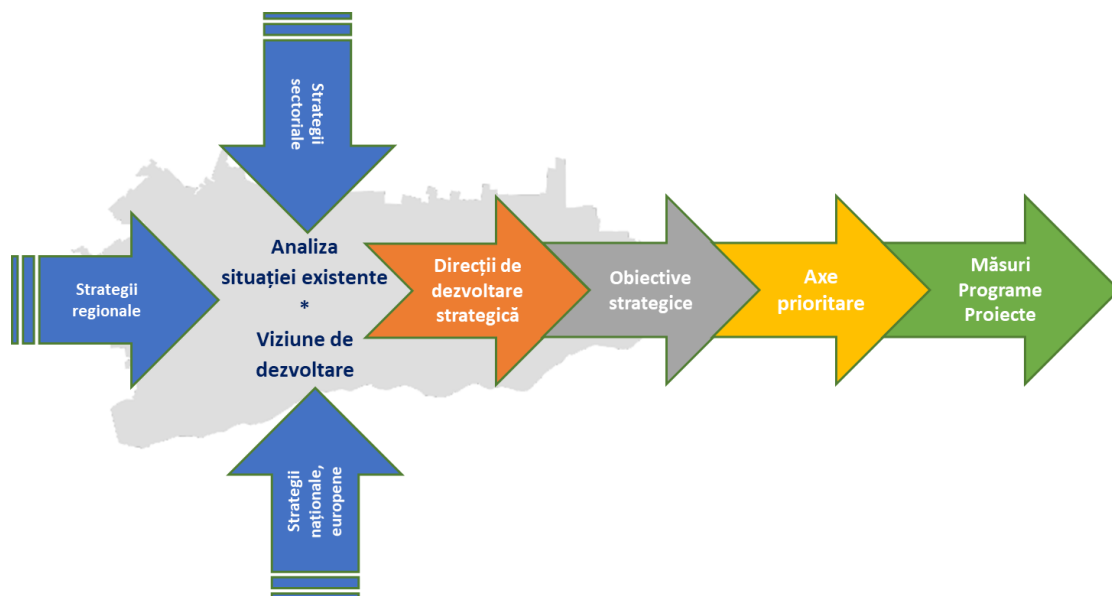 Strategii
sectoriale
Strategii
regionale
Analiza
situației existente
*
Viziune de
dezvoltare
Strategii
naționale,
europene
Direcții de
dezvoltare
strategică
Obiective
strategice
Axe
prioritare
Măsuri
Programe
Proiecte